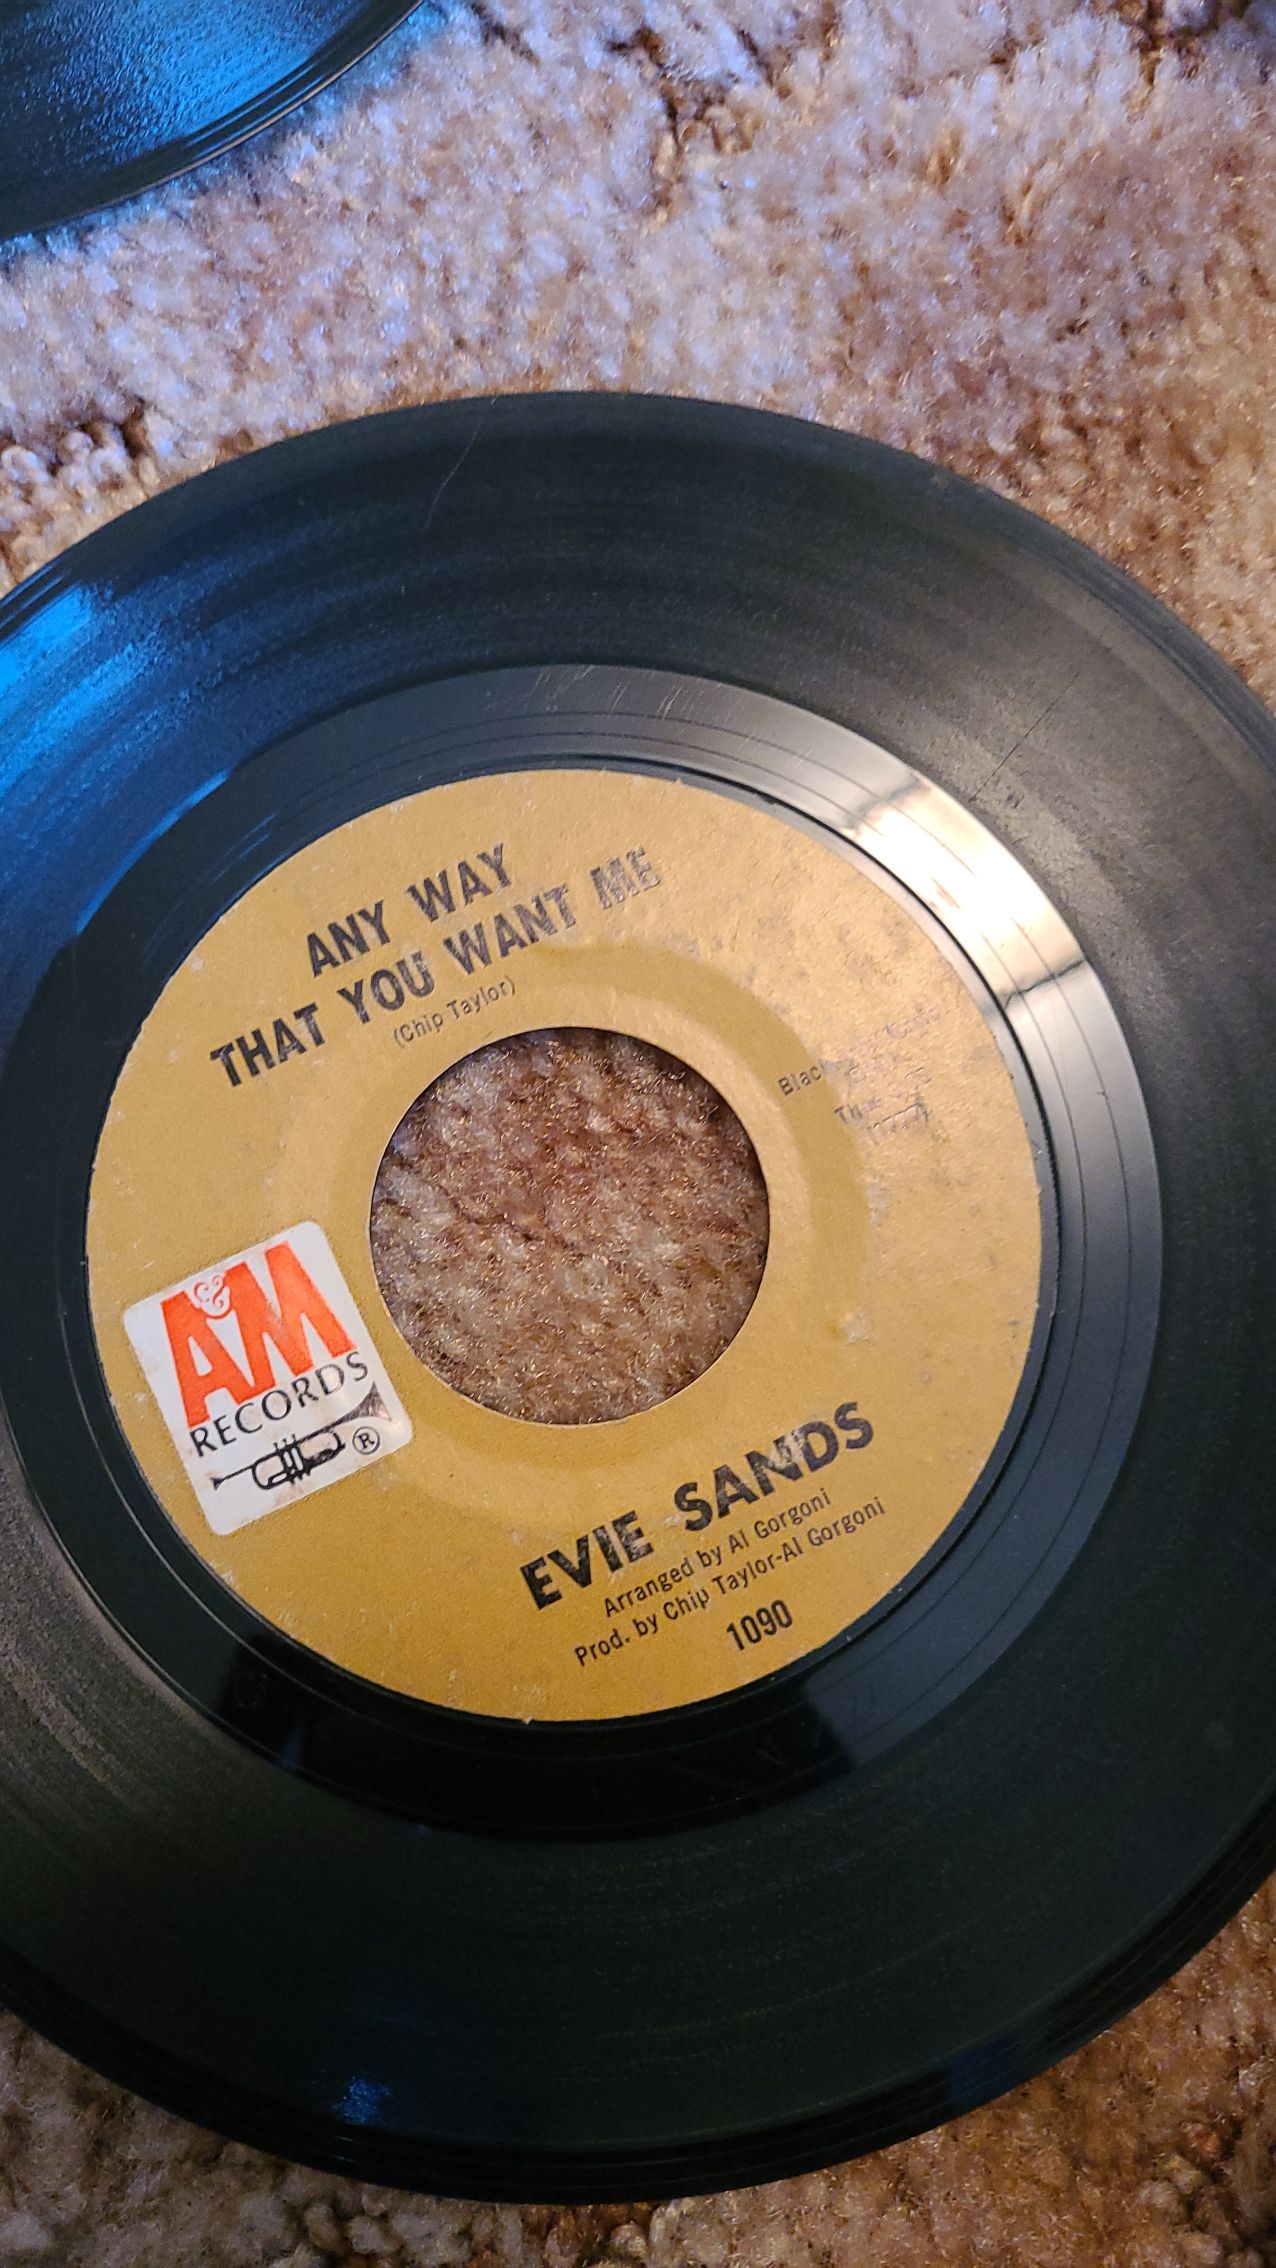 ANY WAY
THAT YOU WANT ME
(Chip Taylor)
A&M
RECORDS
®
EVIE SANDS
Arranged by Al Gorgoni
Prod. by Chip Taylor-Al Gorgoni
1090